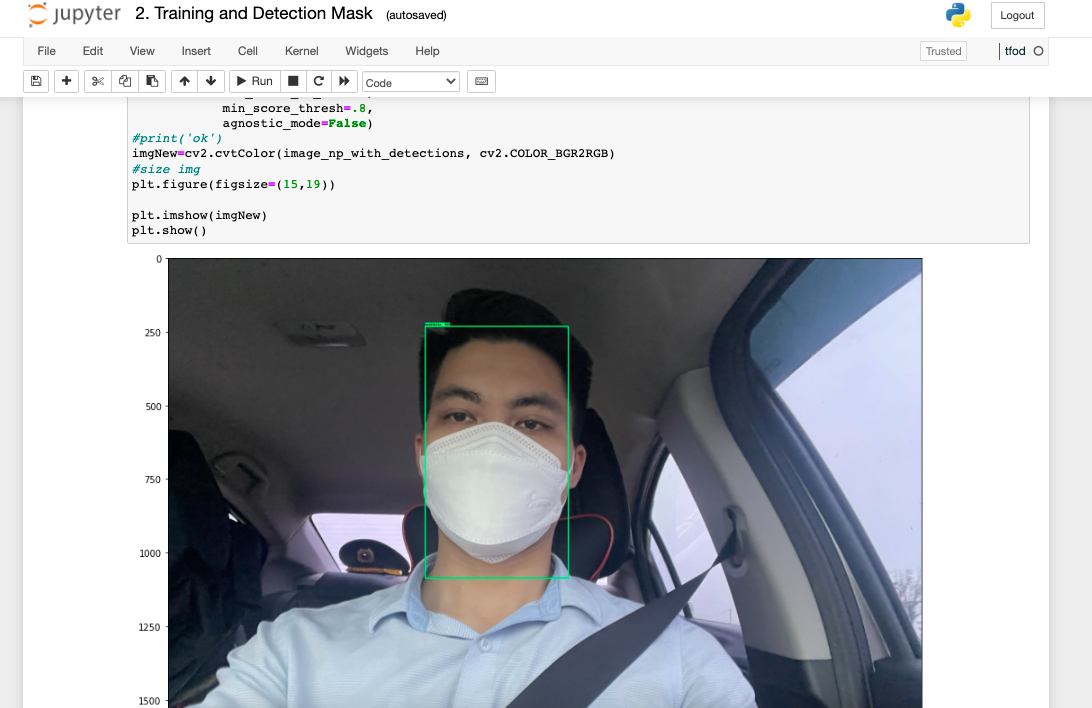 jupyter 2. Training and Detection Mask (autosaved) Logout
File Edit View Insert Cell Kernel Widgets Help Trusted tfod
Run Code
min_score_thresh=.8,
agnostic_mode=False)
#print('ok')
imgNew=cv2.cvtColor(image_np_with_detections, cv2.COLOR_BGR2RGB)
#size img
plt.figure(figsize=(15,19))
plt.imshow(imgNew)
plt.show()
0
250
500
750
1000
1250
1500